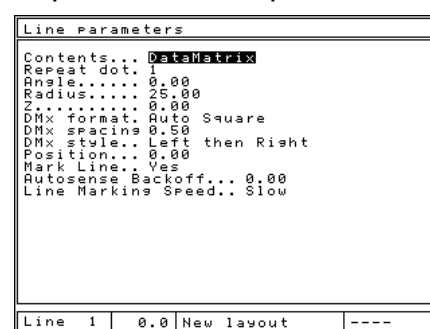 Line parameters
Contents... DataMatrix
Repeat dot. 1
Angle...... 0.00
Radius..... 25.00
Z.......... 0.00
DMx format. Auto Square
DMx spacing 0.50
DMx style.. Left then Right
Position... 0.00
Mark Line.. Yes
Autosense Backoff... 0.00
Line Marking Speed.. Slow
Line 1 0.0 New layout ----